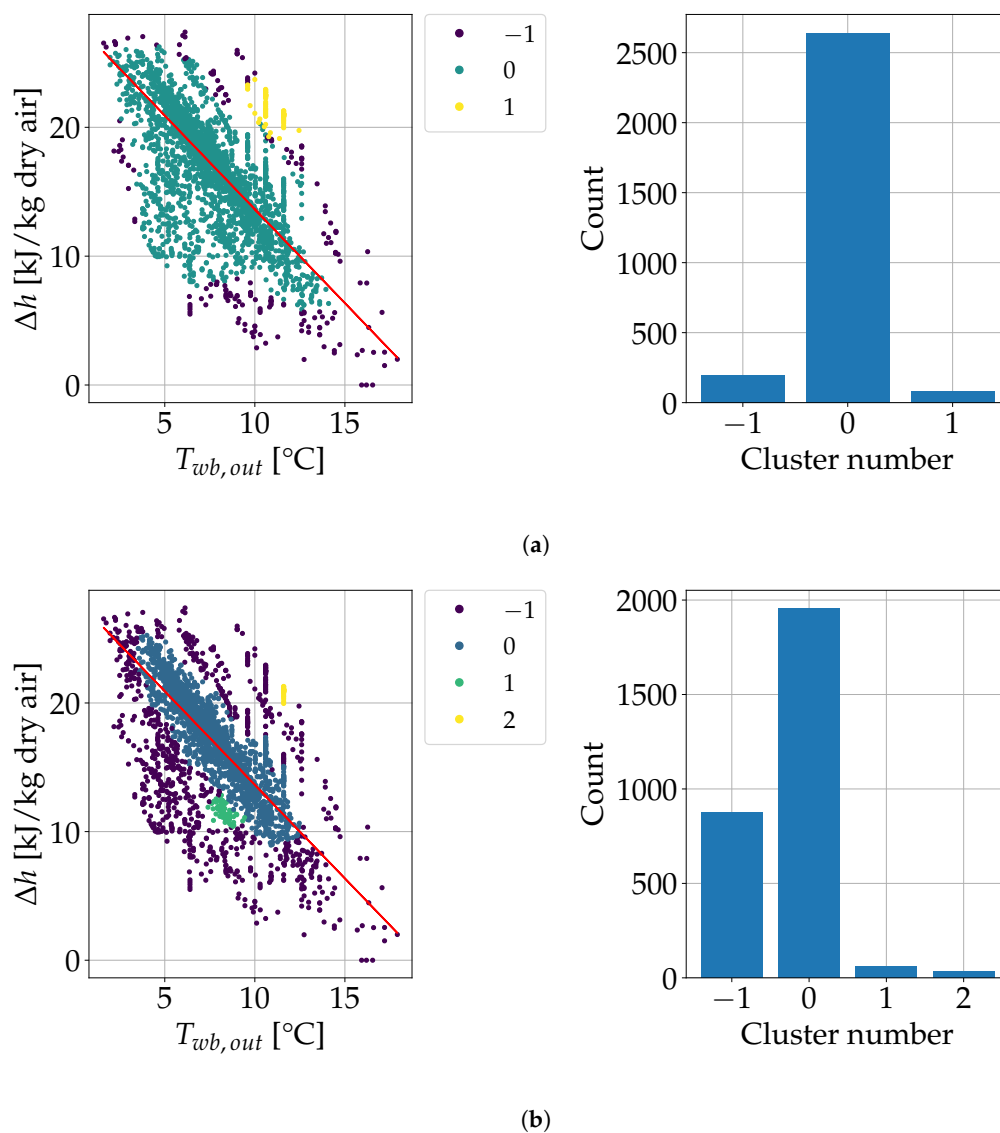 −1
0
1
20
10
0
Δh [kJ/kg dry air]
5 10 15
T_wb,out [°C]
2500
2000
1500
1000
500
0
Count
−1 0 1
Cluster number
(a)
−1
0
1
2
20
10
0
Δh [kJ/kg dry air]
5 10 15
T_wb,out [°C]
2000
1500
1000
500
0
Count
−1 0 1 2
Cluster number
(b)